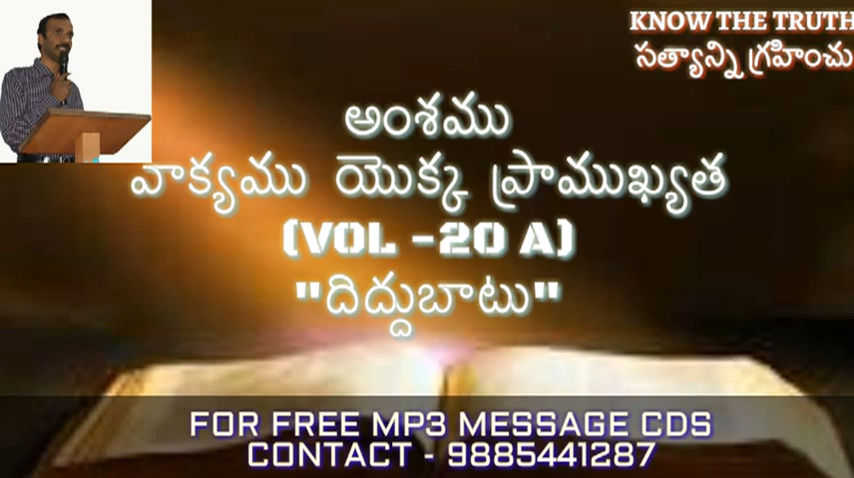 KNOW THE TRUTH
సత్యాన్ని గ్రహించు
అంశము
వాక్యము యొక్క ప్రాముఖ్యత
(VOL -20 A)
"దిద్దుబాటు"
FOR FREE MP3 MESSAGE CDS
CONTACT - 9885441287